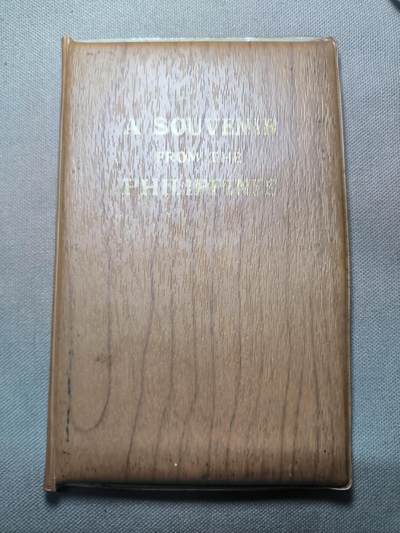 A SOUVENIR
FROM THE
PHILIPPINES